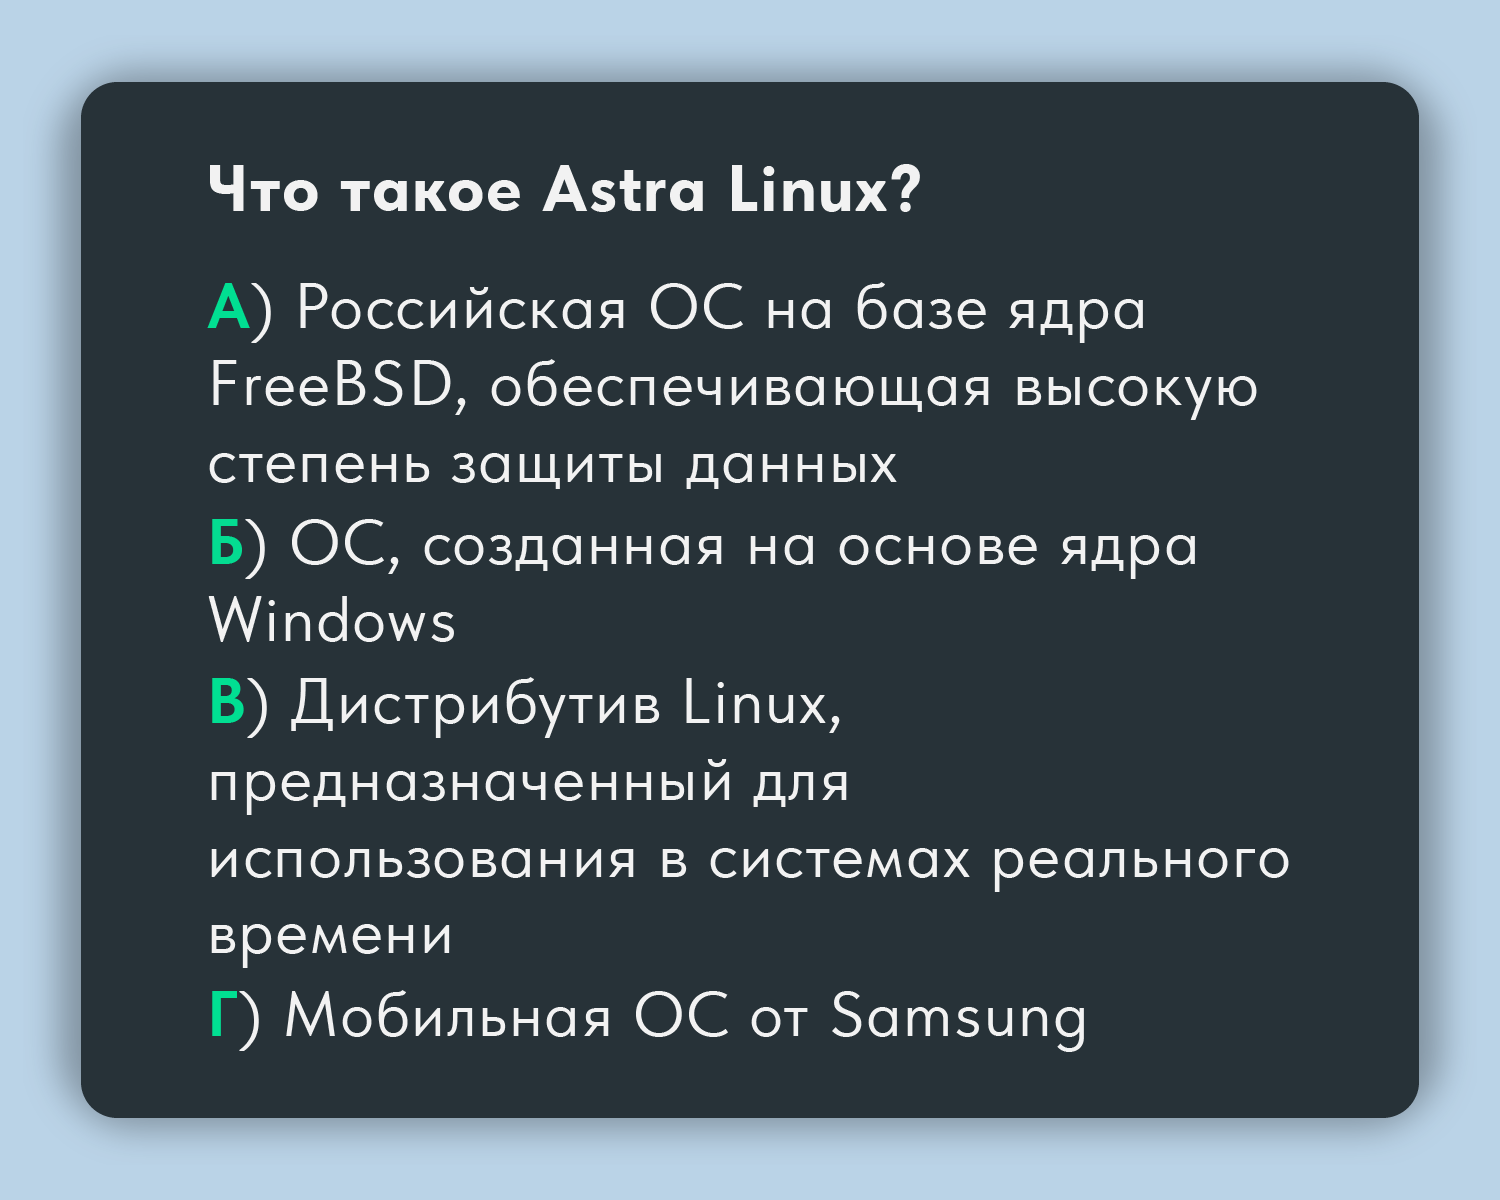 Что такое Astra Linux?
А) Российская ОС на базе ядра
FreeBSD, обеспечивающая высокую
степень защиты данных
Б) ОС, созданная на основе ядра
Windows
В) Дистрибутив Linux,
предназначенный для
использования в системах реального
времени
Г) Мобильная ОС от Samsung